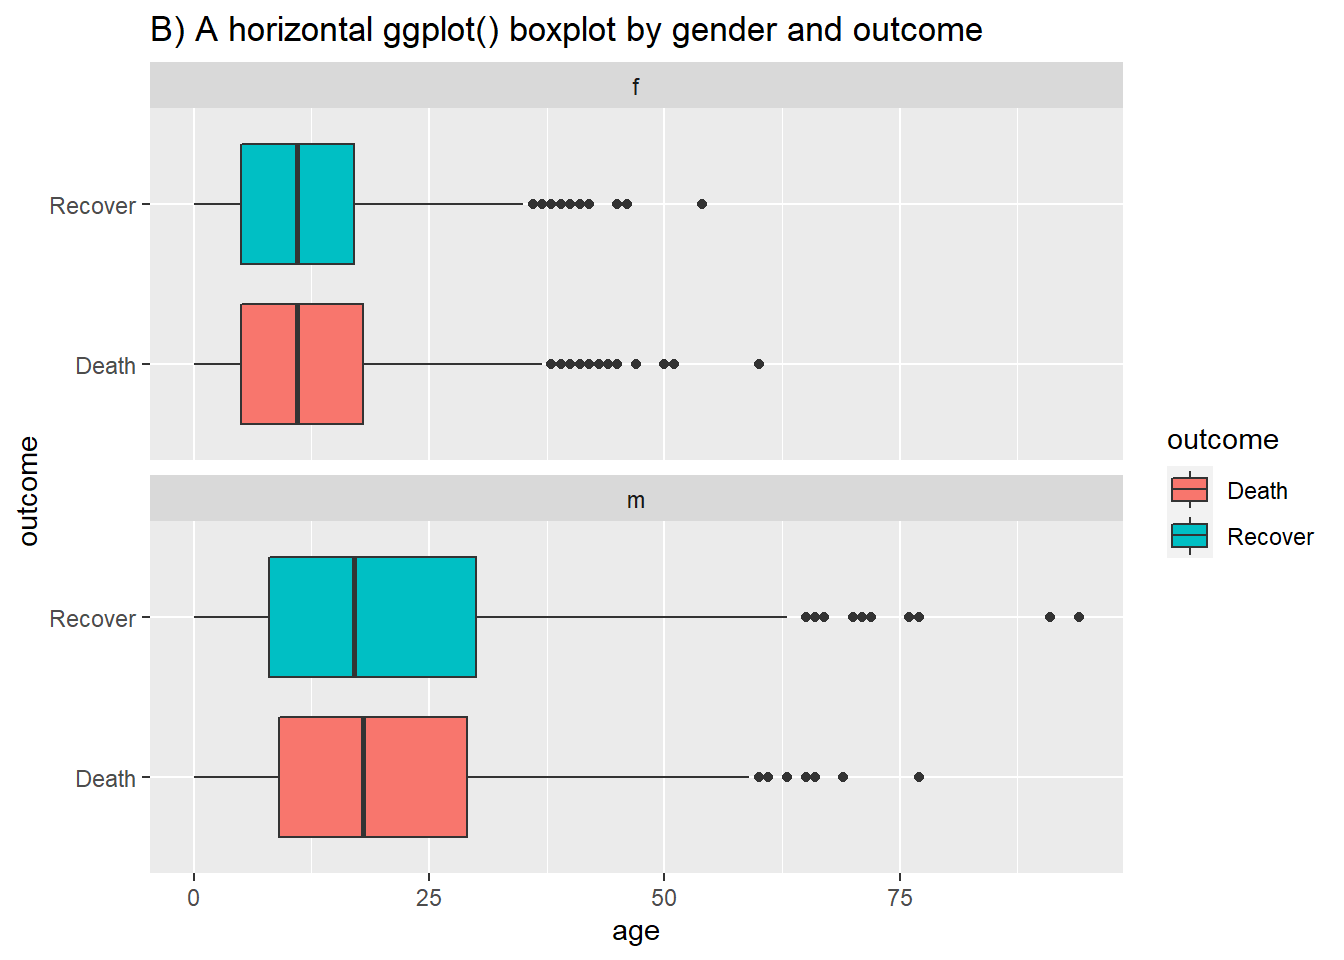 B) A horizontal ggplot() boxplot by gender and outcome
f
Recover
Death
m
Recover
Death
0 25 50 75
age
outcome
outcome
Death
Recover